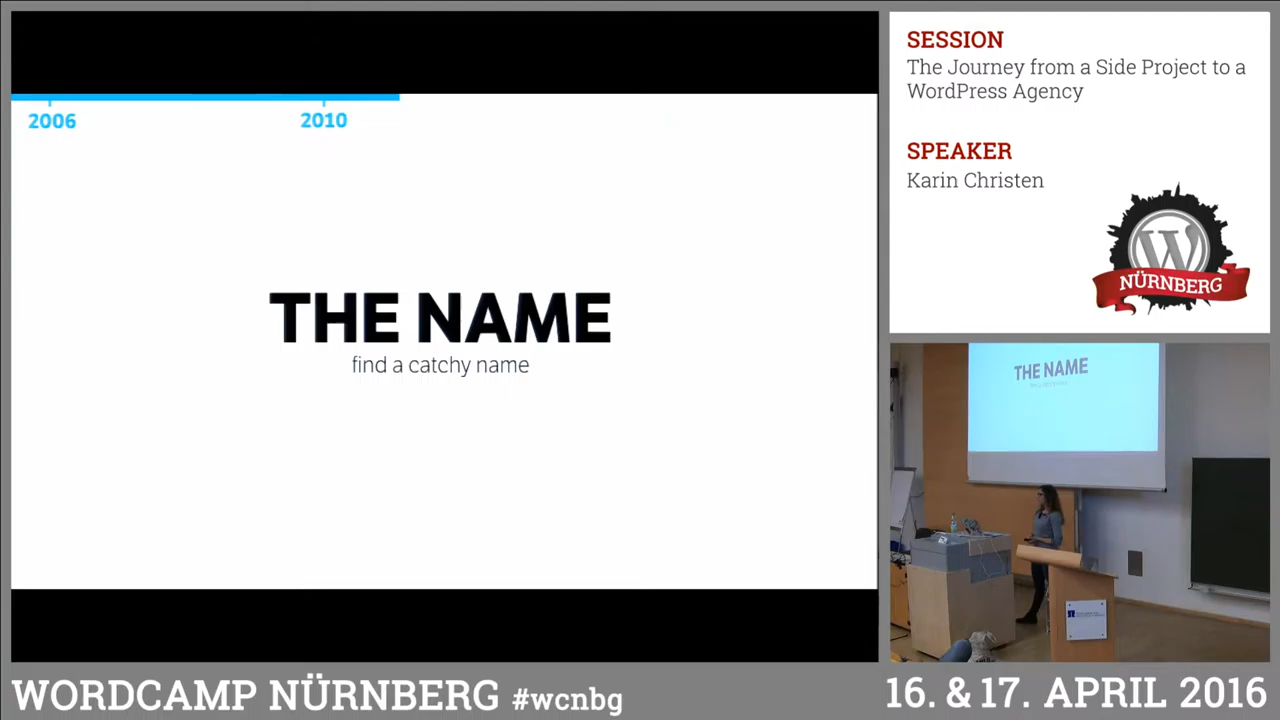 2006
2010
THE NAME
find a catchy name
SESSION
The Journey from a Side Project to a
WordPress Agency
SPEAKER
Karin Christen
W
NÜRNBERG
THE NAME
WORDCAMP NÜRNBERG #wcnbg
16. & 17. APRIL 2016